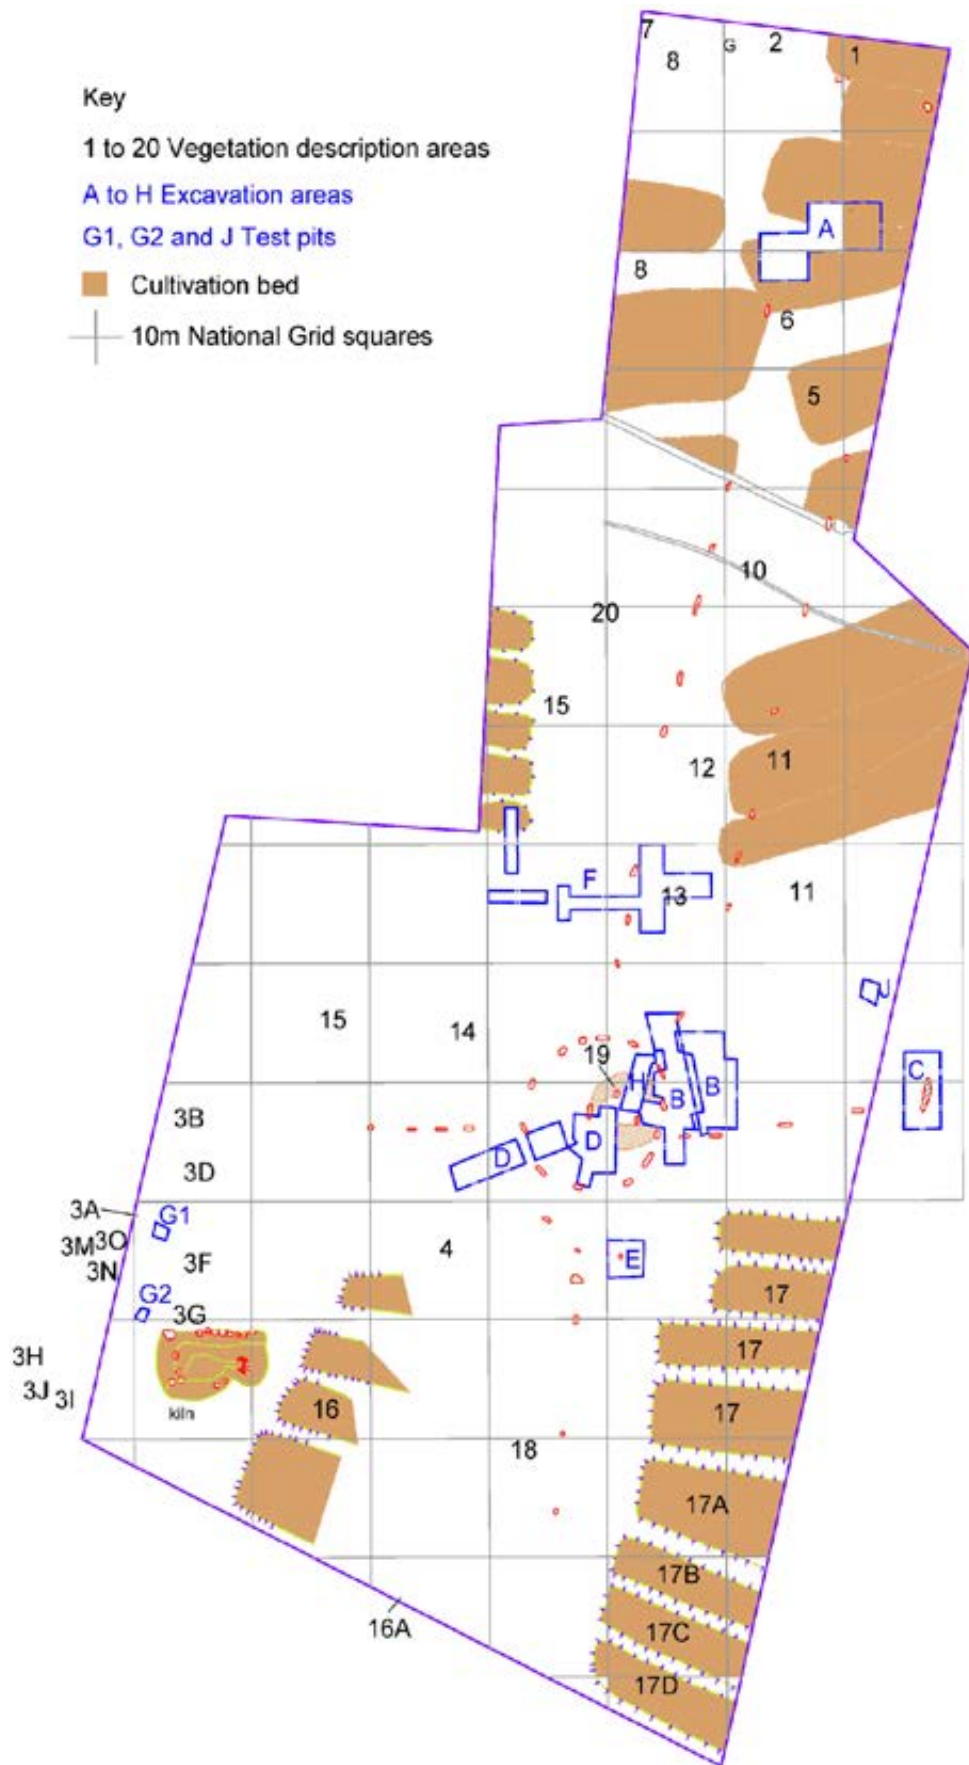 7
G
2
1
8
Key
1 to 20 Vegetation description areas
A to H Excavation areas
G1, G2 and J Test pits
Cultivation bed
10m National Grid squares
A
8
6
5
10
20
15
12
11
F
13
11
J
15
14
19
C
B
B
3B
D
D
3D
3A
G1
3M
3O
4
E
3F
3N
17
G2
3G
17
3H
3J
3I
kiln
16
17
18
17A
17B
16A
17C
17D